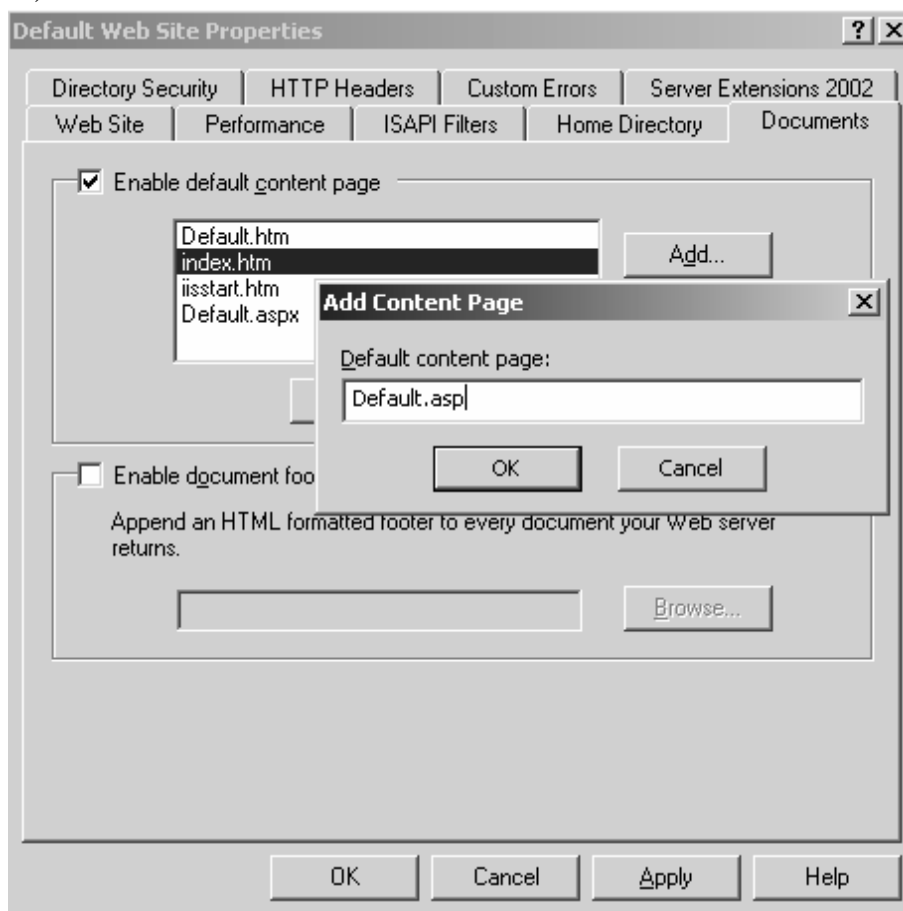 Default Web Site Properties
Directory Security HTTP Headers Custom Errors Server Extensions 2002
Web Site Performance ISAPI Filters Home Directory Documents
Enable default content page
Default.htm
index.htm
iisstart.htm
Default.aspx
Add...
Add Content Page
Default content page:
Default.asp
OK Cancel
Enable document foo
Append an HTML formatted footer to every document your Web server
returns.
Browse...
OK Cancel Apply Help